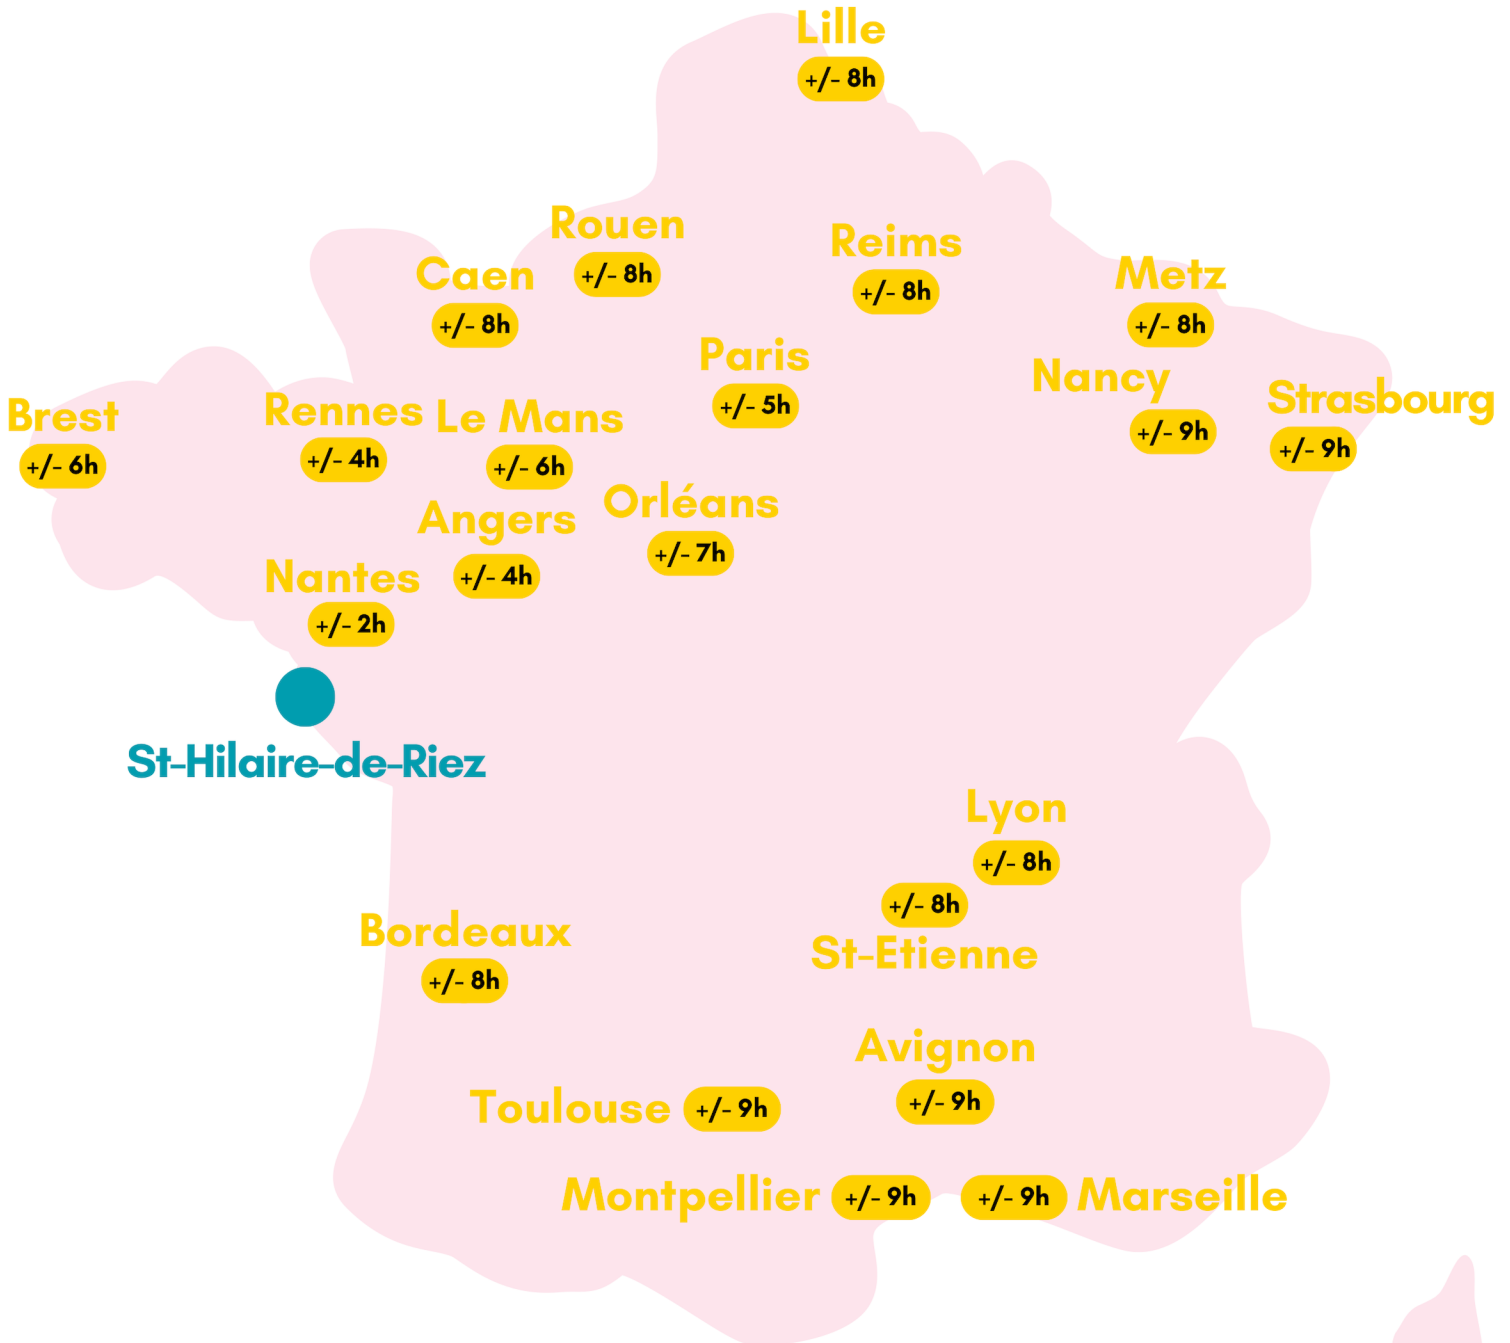 Lille
+/- 8h
Rouen
+/- 8h
Reims
+/- 8h
Caen
+/- 8h
Metz
+/- 8h
Paris
+/- 5h
Nancy
+/- 9h
Strasbourg
+/- 9h
Brest
+/- 6h
Rennes
+/- 4h
Le Mans
+/- 6h
Orléans
+/- 7h
Angers
+/- 4h
Nantes
+/- 2h
St-Hilaire-de-Riez
Lyon
+/- 8h
+/- 8h
St-Etienne
Bordeaux
+/- 8h
Avignon
+/- 9h
Toulouse +/- 9h
Montpellier +/- 9h
+/- 9h Marseille